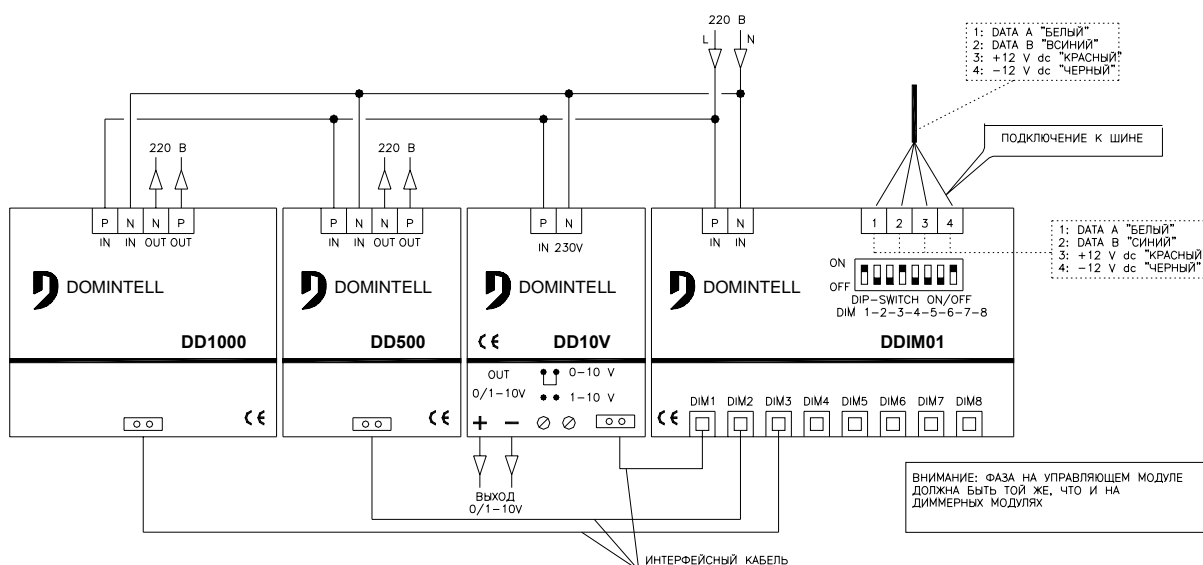 220 В
L N
1: DATA A "БЕЛЫЙ"
2: DATA B "ВСИНИЙ"
3: +12 V dc "КРАСНЫЙ"
4: -12 V dc "ЧЕРНЫЙ"
ПОДКЛЮЧЕНИЕ К ШИНЕ
220 В
220 В
P N N P
IN IN OUT OUT
P N N P
IN IN OUT OUT
P N
IN 230V
P N
IN IN
1 2 3 4
1: DATA A "БЕЛЫЙ"
2: DATA B "СИНИЙ"
3: +12 V dc "КРАСНЫЙ"
4: -12 V dc "ЧЕРНЫЙ"
ON
OFF
DIP-SWITCH ON/OFF
DIM 1-2-3-4-5-6-7-8
DOMINTELL
DOMINTELL
DOMINTELL
DOMINTELL
DD1000
DD500
CE DD10V
DDIM01
CE
CE
OUT
0/1-10V
0-10 V
1-10 V
+ -
CE
DIM1 DIM2 DIM3 DIM4 DIM5 DIM6 DIM7 DIM8
ВЫХОД
0/1-10V
ВНИМАНИЕ: ФАЗА НА УПРАВЛЯЮЩЕМ МОДУЛЕ
ДОЛЖНА БЫТЬ ТОЙ ЖЕ, ЧТО И НА
ДИММЕРНЫХ МОДУЛЯХ
ИНТЕРФЕЙСНЫЙ КАБЕЛЬ